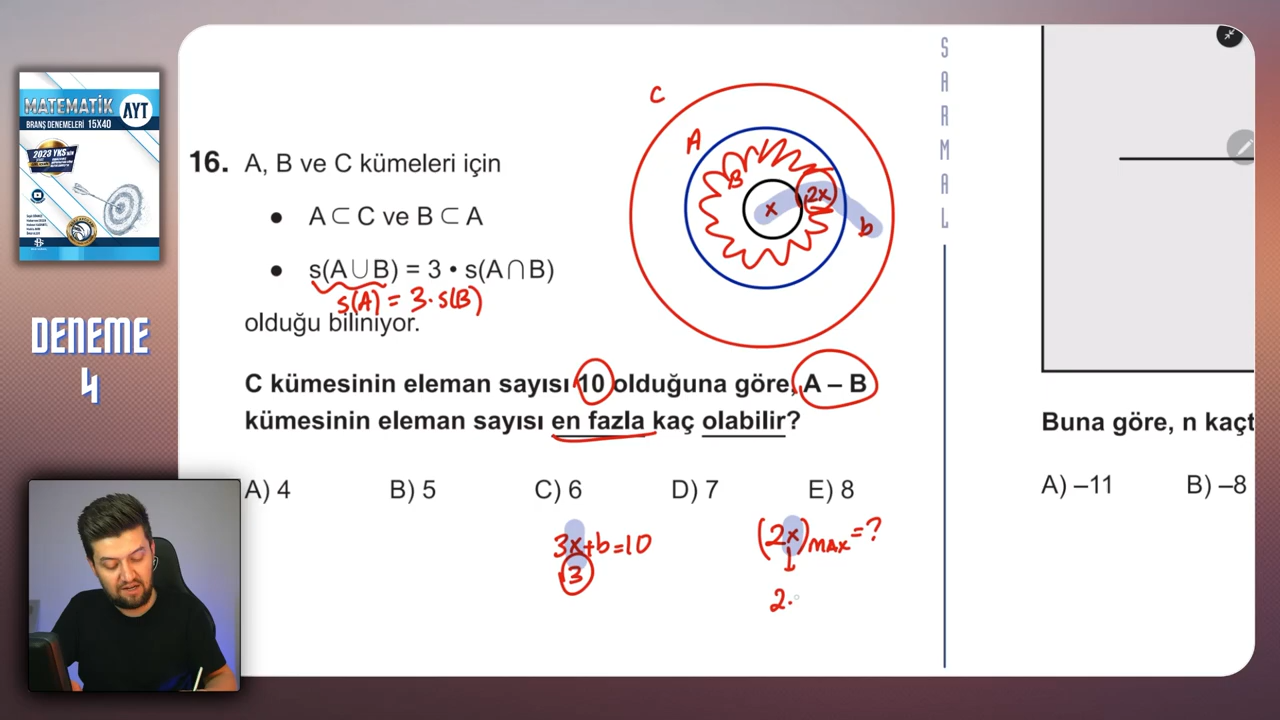 MATEMATİK AYT
BRANŞ DENEMELERİ 15X40
2023 YKS'NİN
DENEME
4
16. A, B ve C kümeleri için
• A ⊂ C ve B ⊂ A
• s(A∪B) = 3 • s(A∩B)
s(A) = 3·s(B)
olduğu biliniyor.
C kümesinin eleman sayısı 10 olduğuna göre, A – B
kümesinin eleman sayısı en fazla kaç olabilir?
A) 4 B) 5 C) 6 D) 7 E) 8
3x+b=10
3
(2x)MAX=?
2.
C
A
B
x
2x
b
SARMAL
Buna göre, n kaçt
A) –11 B) –8